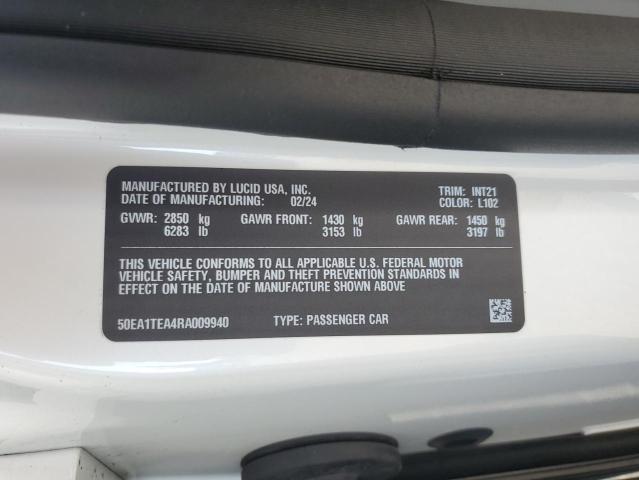 MANUFACTURED BY LUCID USA, INC. TRIM: INT21
DATE OF MANUFACTURING: 02/24 COLOR: L102
GVWR: 2850 kg GAWR FRONT: 1430 kg GAWR REAR: 1450 kg
6283 lb 3153 lb 3197 lb
THIS VEHICLE CONFORMS TO ALL APPLICABLE U.S. FEDERAL MOTOR
VEHICLE SAFETY, BUMPER AND THEFT PREVENTION STANDARDS IN
EFFECT ON THE DATE OF MANUFACTURE SHOWN ABOVE
50EA1TEA4RA009940 TYPE: PASSENGER CAR